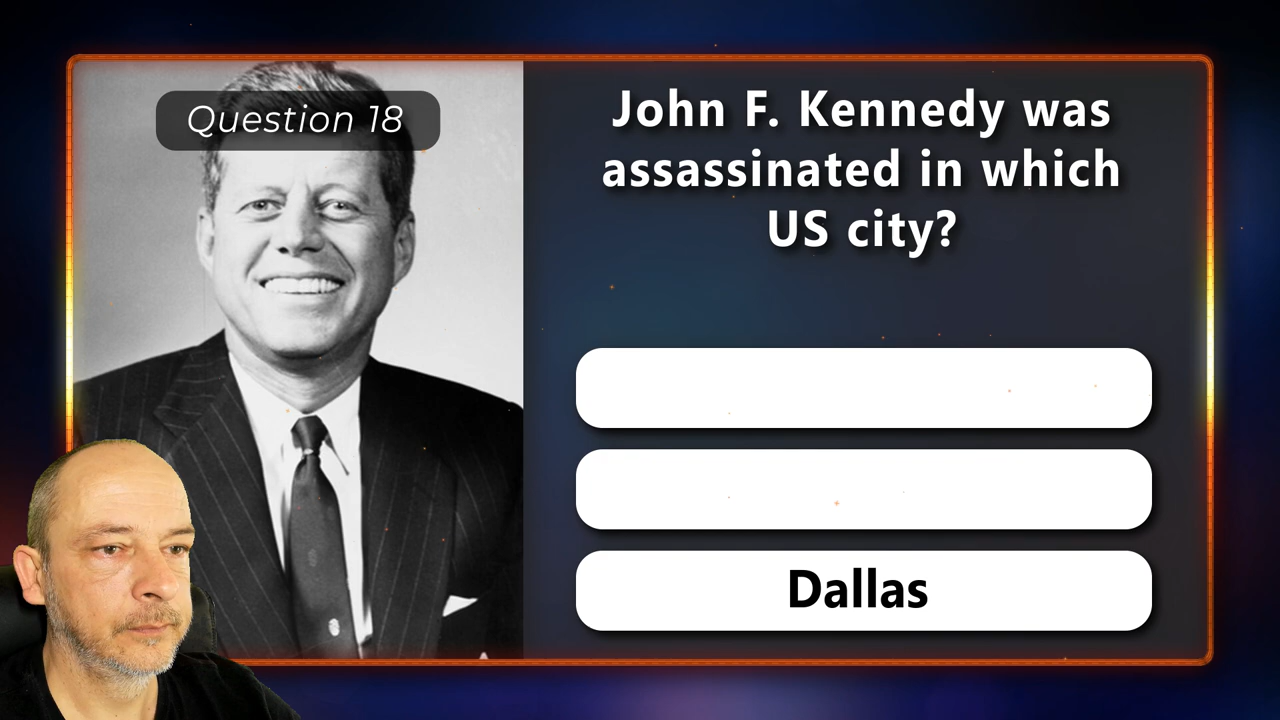 Question 18
John F. Kennedy was
assassinated in which
US city?
Dallas